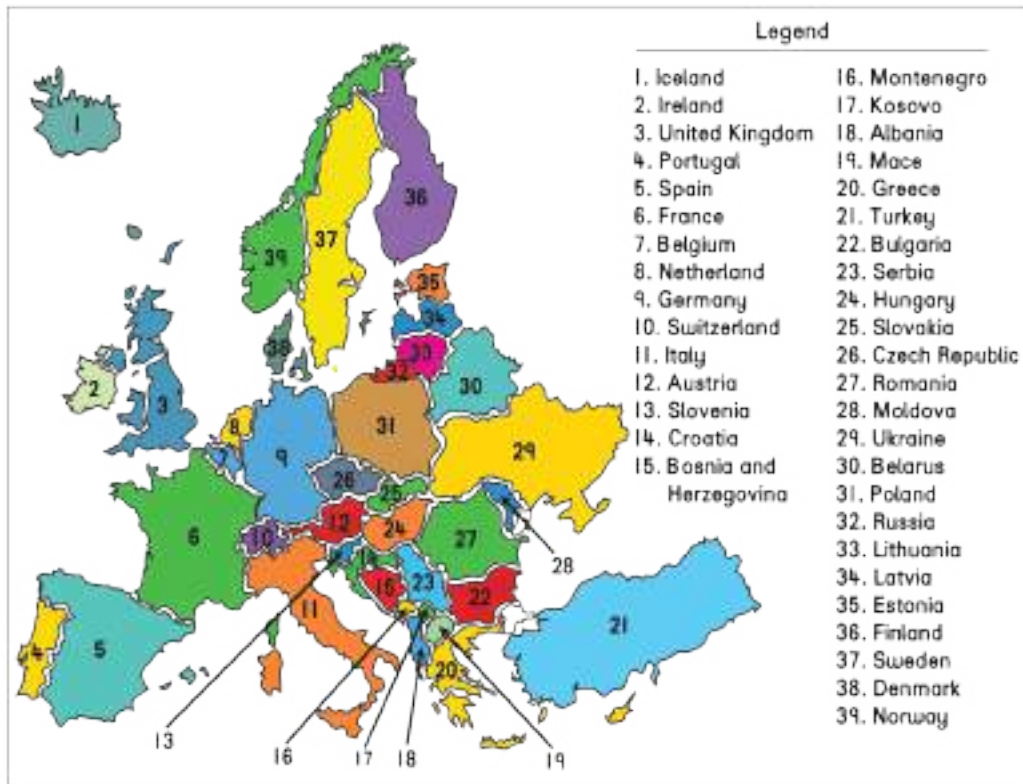 Legend
1. Iceland
2. Ireland
3. United Kingdom
4. Portugal
5. Spain
6. France
7. Belgium
8. Netherland
9. Germany
10. Switzerland
11. Italy
12. Austria
13. Slovenia
14. Croatia
15. Bosnia and
Herzegovina
16. Montenegro
17. Kosovo
18. Albania
19. Mace
20. Greece
21. Turkey
22. Bulgaria
23. Serbia
24. Hungary
25. Slovakia
26. Czech Republic
27. Romania
28. Moldova
29. Ukraine
30. Belarus
31. Poland
32. Russia
33. Lithuania
34. Latvia
35. Estonia
36. Finland
37. Sweden
38. Denmark
39. Norway
1
36
37
39
35
34
38
33
32
2
3
30
8
31
29
7
9
26
25
12
24
6
10
27
28
14
23
15
22
11
21
5
4
20
13
16
17
18
19